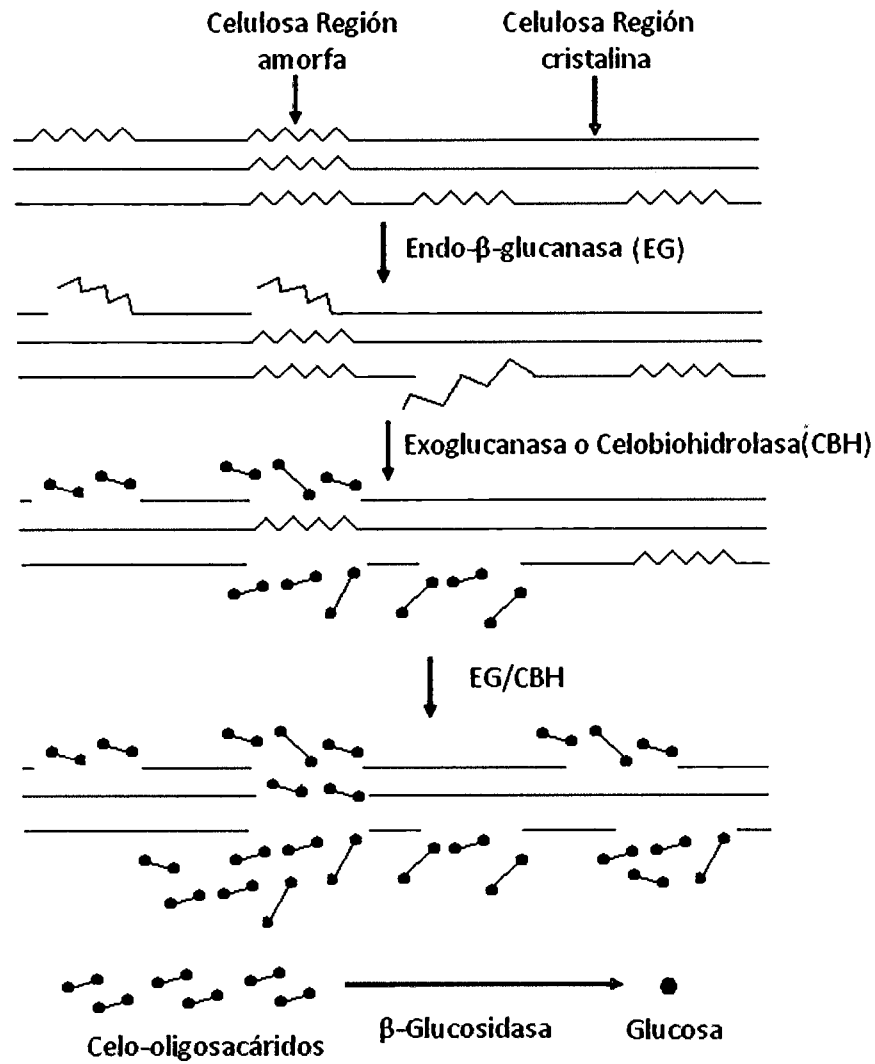 Celulosa Región
amorfa
Celulosa Región
cristalina
Endo-β-glucanasa (EG)
Exoglucanasa o Celobiohidrolasa(CBH)
EG/CBH
Celo-oligosacáridos
β-Glucosidasa
Glucosa